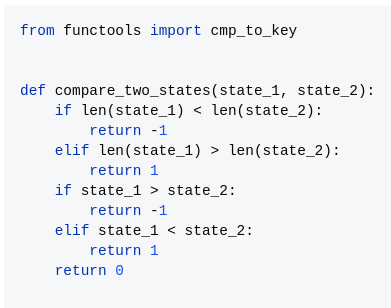 from functools import cmp_to_key
def compare_two_states(state_1, state_2):
    if len(state_1) < len(state_2):
        return -1
    elif len(state_1) > len(state_2):
        return 1
    if state_1 > state_2:
        return -1
    elif state_1 < state_2:
        return 1
    return 0